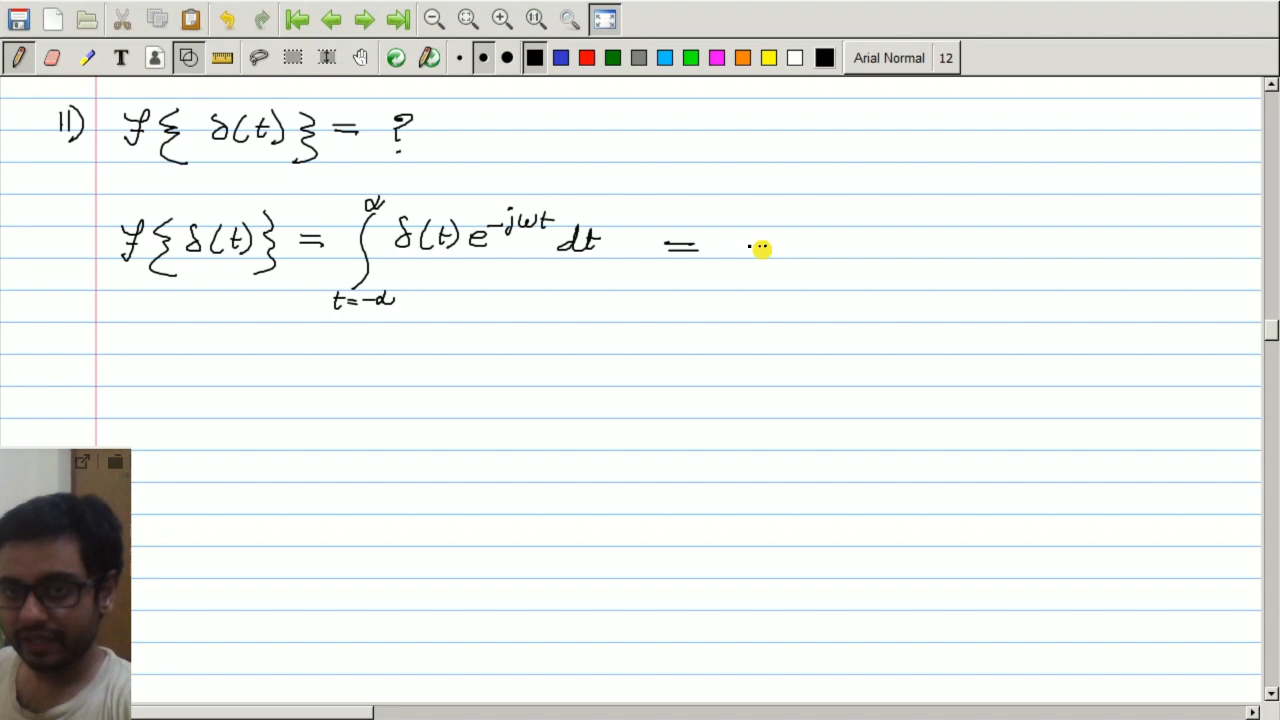 Arial Normal 12
11) ℱ{ δ(t) } = ?
ℱ{ δ(t) } = ∫_{t=-∝}^{∝} δ(t) e^{-jωt} dt =